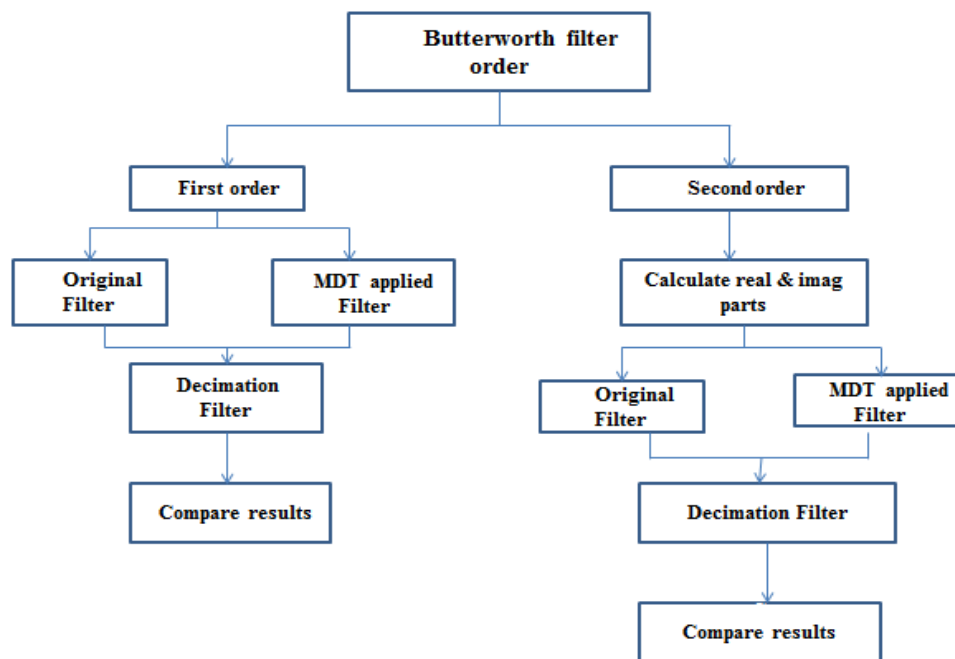 Butterworth filter
order
First order
Second order
Original
Filter
MDT applied
Filter
Calculate real & imag
parts
Decimation
Filter
Original
Filter
MDT applied
Filter
Compare results
Decimation Filter
Compare results